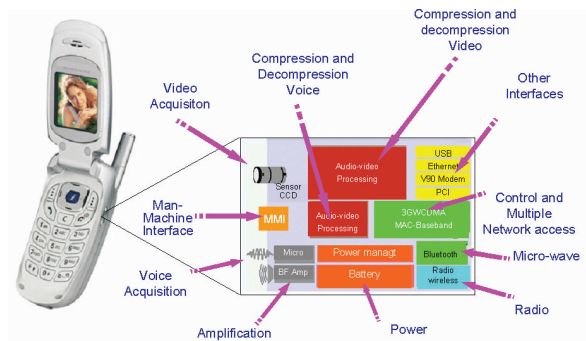 Compression and
decompression
Video
Compression and
Decompression
Voice
Other
Interfaces
Video
Acquisiton
USB
Ethernet
V90 Modem
PCI
Audio-video
Processing
Sensor
CCD
Man-
Machine
Interface
MMI
Audio-video
Processing
3GWCDMA
MAC-Baseband
Control and
Multiple
Network access
Voice
Acquisition
Micro
Power managt
Bluetooth
Micro-wave
BF Amp
Battery
Radio
wireless
Radio
Amplification
Power